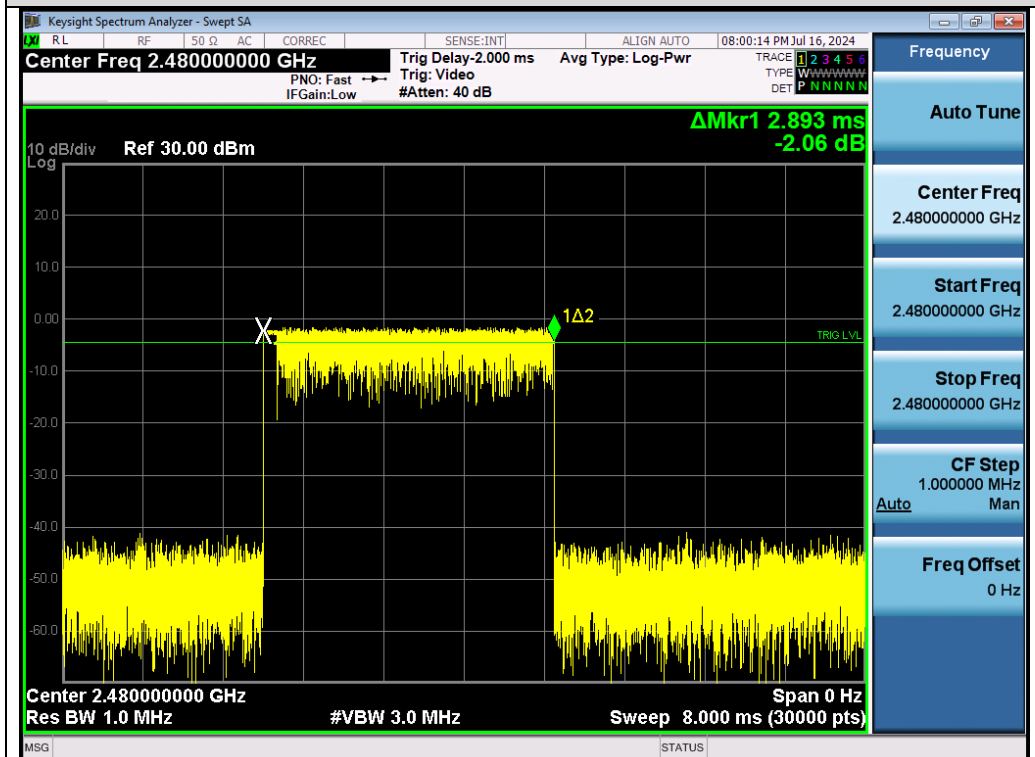 Keysight Spectrum Analyzer - Swept SA
LXI RL RF 50 Ω AC CORREC SENSE:INT ALIGN AUTO 08:00:14 PM Jul 16, 2024
Center Freq 2.480000000 GHz
PNO: Fast
IFGain:Low
Trig Delay-2.000 ms
Trig: Video
#Atten: 40 dB
Avg Type: Log-Pwr
TRACE 1 2 3 4 5 6
TYPE WWWWWW
DET P N N N N N
ΔMkr1 2.893 ms
-2.06 dB
10 dB/div Ref 30.00 dBm
Log
20.0
10.0
0.00
1Δ2
TRIG LVL
-10.0
-20.0
-30.0
-40.0
-50.0
-60.0
Center 2.480000000 GHz Span 0 Hz
Res BW 1.0 MHz #VBW 3.0 MHz Sweep 8.000 ms (30000 pts)
MSG STATUS
Frequency
Auto Tune
Center Freq
2.480000000 GHz
Start Freq
2.480000000 GHz
Stop Freq
2.480000000 GHz
CF Step
1.000000 MHz
Auto Man
Freq Offset
0 Hz